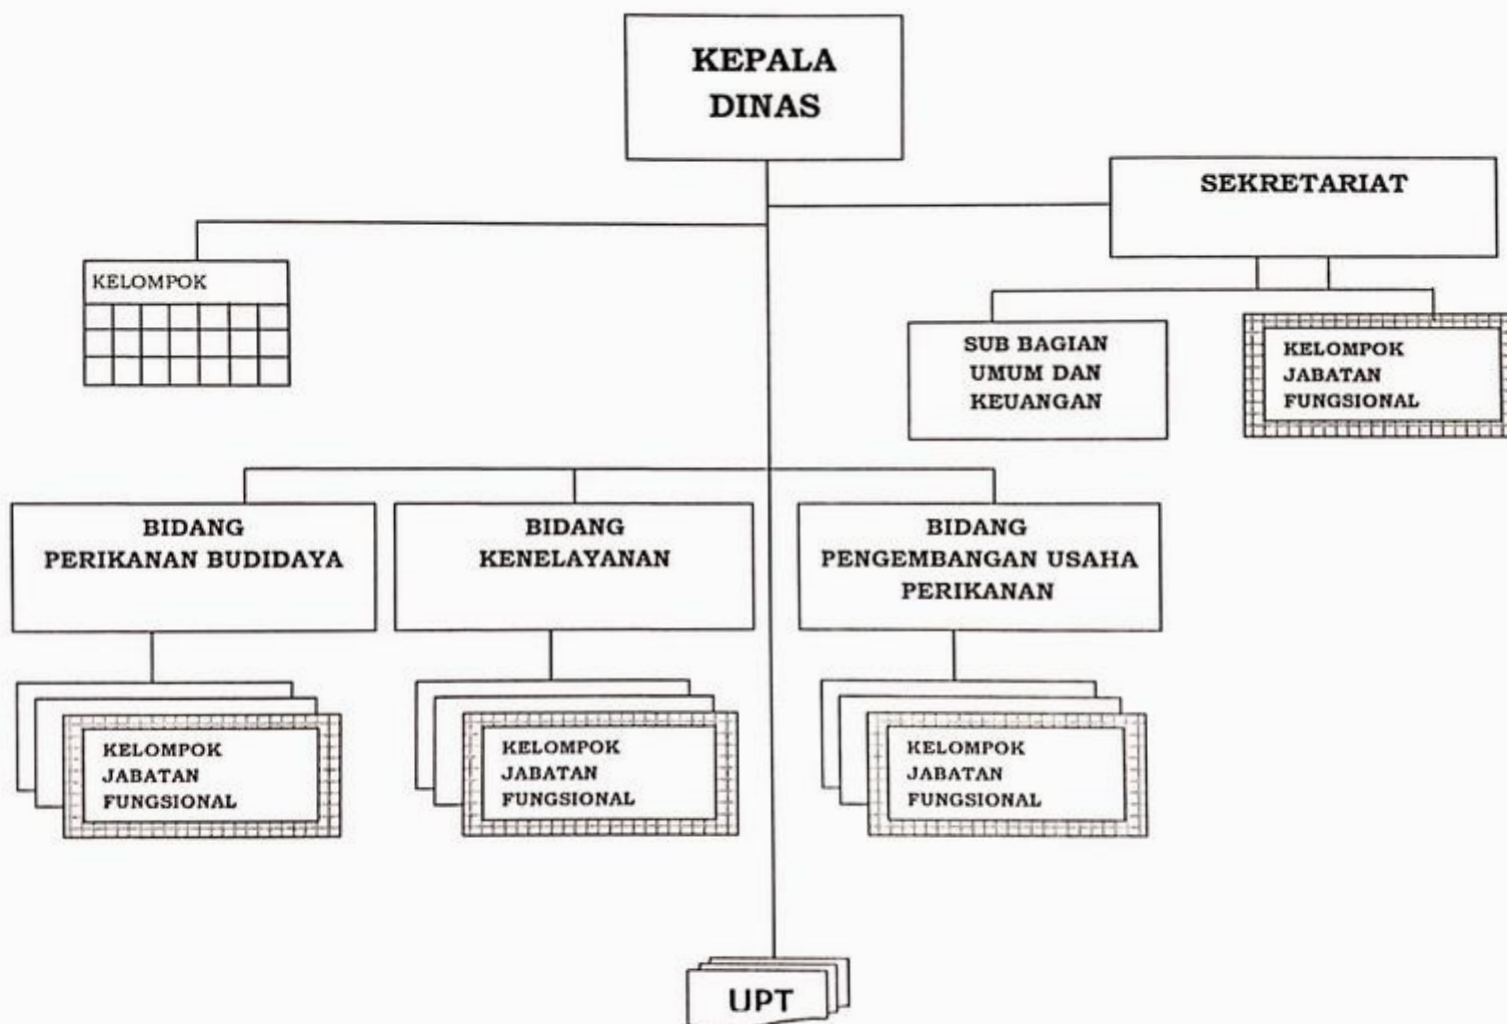 KEPALA
DINAS
SEKRETARIAT
KELOMPOK
SUB BAGIAN
UMUM DAN
KEUANGAN
KELOMPOK
JABATAN
FUNGSIONAL
BIDANG
PERIKANAN BUDIDAYA
BIDANG
KENELAYANAN
BIDANG
PENGEMBANGAN USAHA
PERIKANAN
KELOMPOK
JABATAN
FUNGSIONAL
KELOMPOK
JABATAN
FUNGSIONAL
KELOMPOK
JABATAN
FUNGSIONAL
UPT